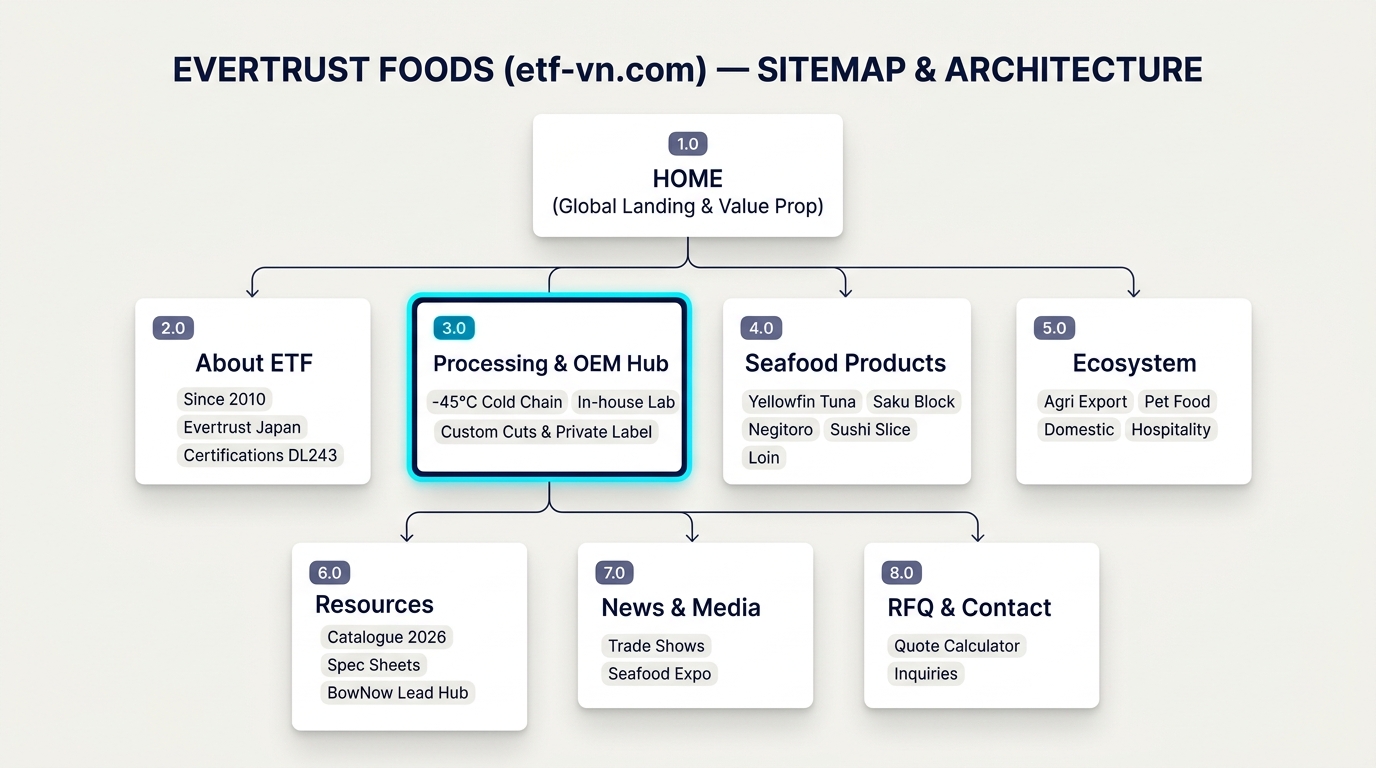 EVERTRUST FOODS (etf-vn.com) — SITEMAP & ARCHITECTURE
1.0
HOME
(Global Landing & Value Prop)
2.0
About ETF
Since 2010
Evertrust Japan
Certifications DL243
3.0
Processing & OEM Hub
-45°C Cold Chain In-house Lab
Custom Cuts & Private Label
4.0
Seafood Products
Yellowfin Tuna Saku Block
Negitoro Sushi Slice
Loin
5.0
Ecosystem
Agri Export Pet Food
Domestic Hospitality
6.0
Resources
Catalogue 2026
Spec Sheets
BowNow Lead Hub
7.0
News & Media
Trade Shows
Seafood Expo
8.0
RFQ & Contact
Quote Calculator
Inquiries